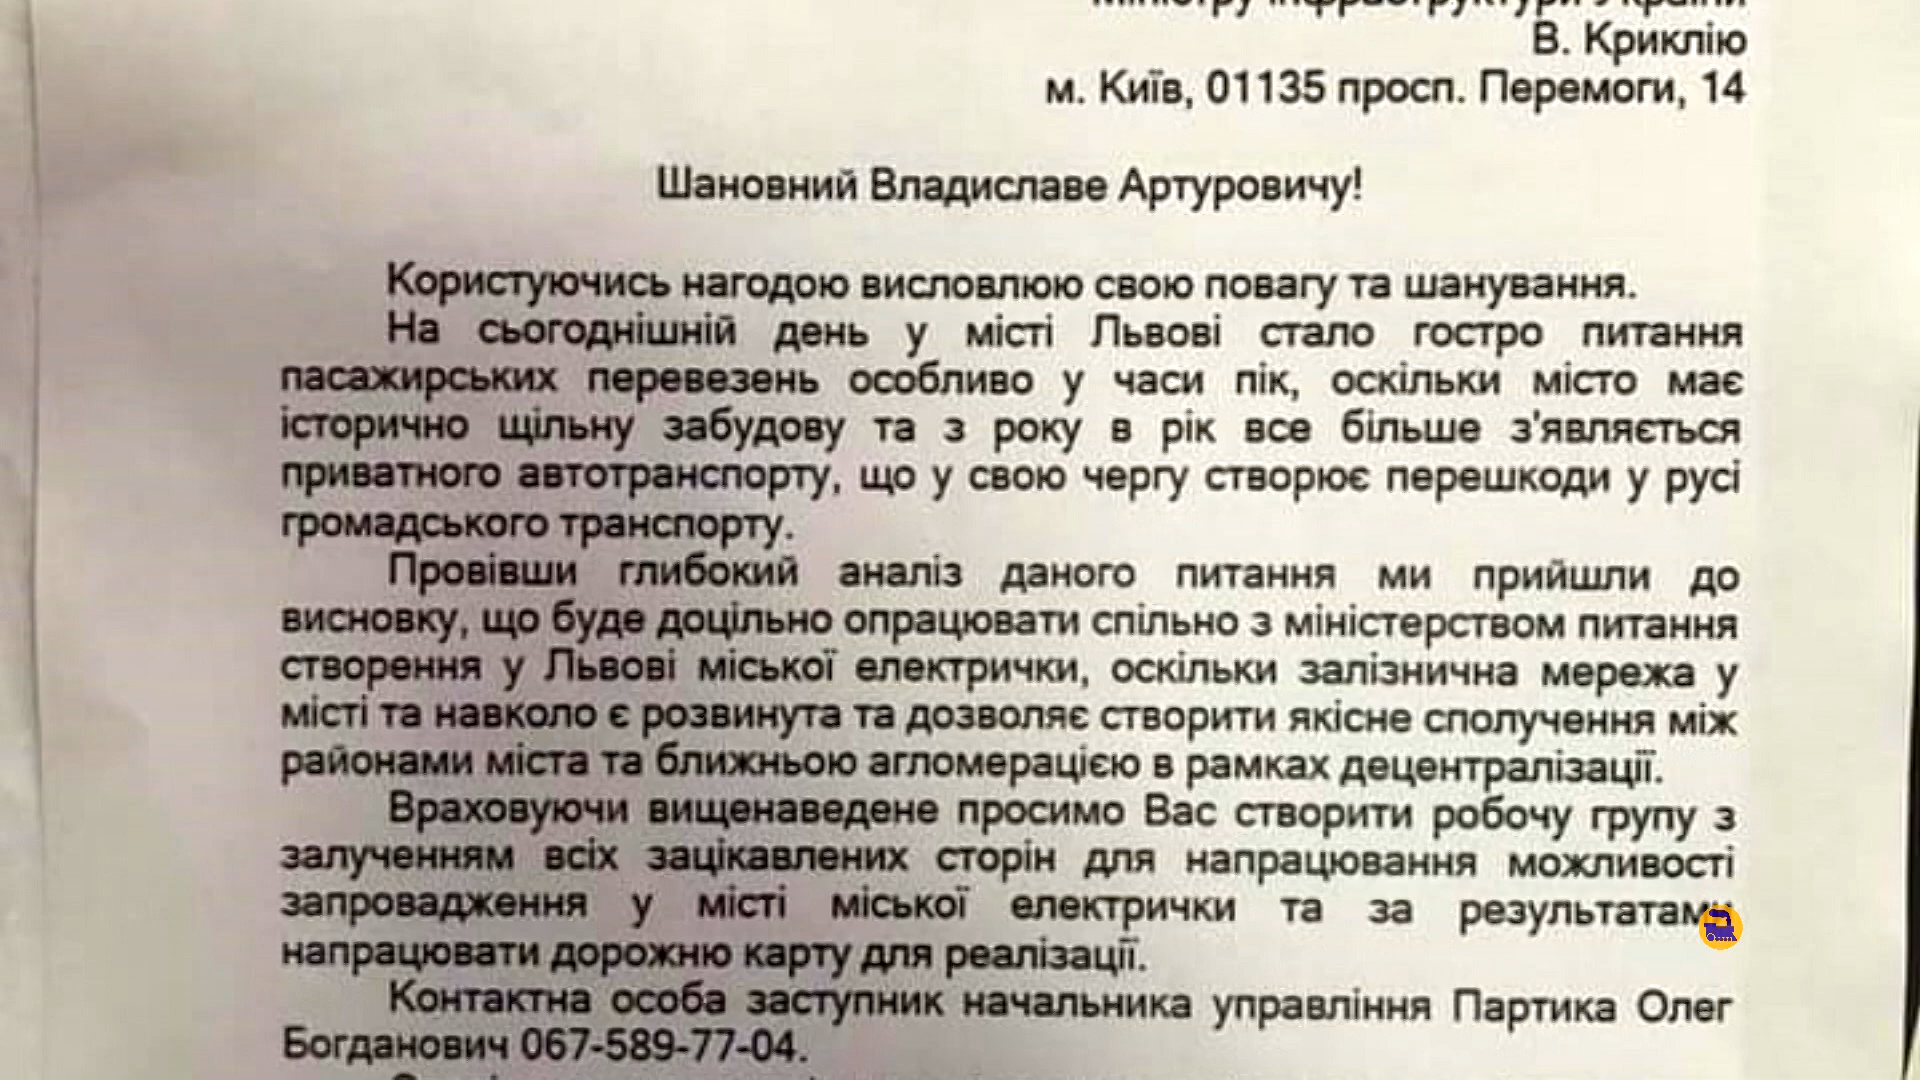 Міністру інфраструктури України
В. Криклію
м. Київ, 01135 просп. Перемоги, 14
Шановний Владиславе Артуровичу!
Користуючись нагодою висловлюю свою повагу та шанування.
На сьогоднішній день у місті Львові стало гостро питання
пасажирських перевезень особливо у часи пік, оскільки місто має
історично щільну забудову та з року в рік все більше з'являється
приватного автотранспорту, що у свою чергу створює перешкоди у русі
громадського транспорту.
Провівши глибокий аналіз даного питання ми прийшли до
висновку, що буде доцільно опрацювати спільно з міністерством питання
створення у Львові міської електрички, оскільки залізнична мережа у
місті та навколо є розвинута та дозволяє створити якісне сполучення між
районами міста та ближньою агломерацією в рамках децентралізації.
Враховуючи вищенаведене просимо Вас створити робочу групу з
залученням всіх зацікавлених сторін для напрацювання можливості
запровадження у місті міської електрички та за результатами
напрацювати дорожню карту для реалізації.
Контактна особа заступник начальника управління Партика Олег
Богданович 067-589-77-04.